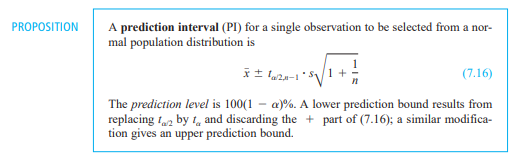 PROPOSITION
A prediction interval (PI) for a single observation to be selected from a nor-
mal population distribution is
x̄ ± t_{α/2,n−1} · s√(1 + 1/n)
(7.16)
The prediction level is 100(1 − α)%. A lower prediction bound results from
replacing t_{α/2} by t_α and discarding the + part of (7.16); a similar modifica-
tion gives an upper prediction bound.